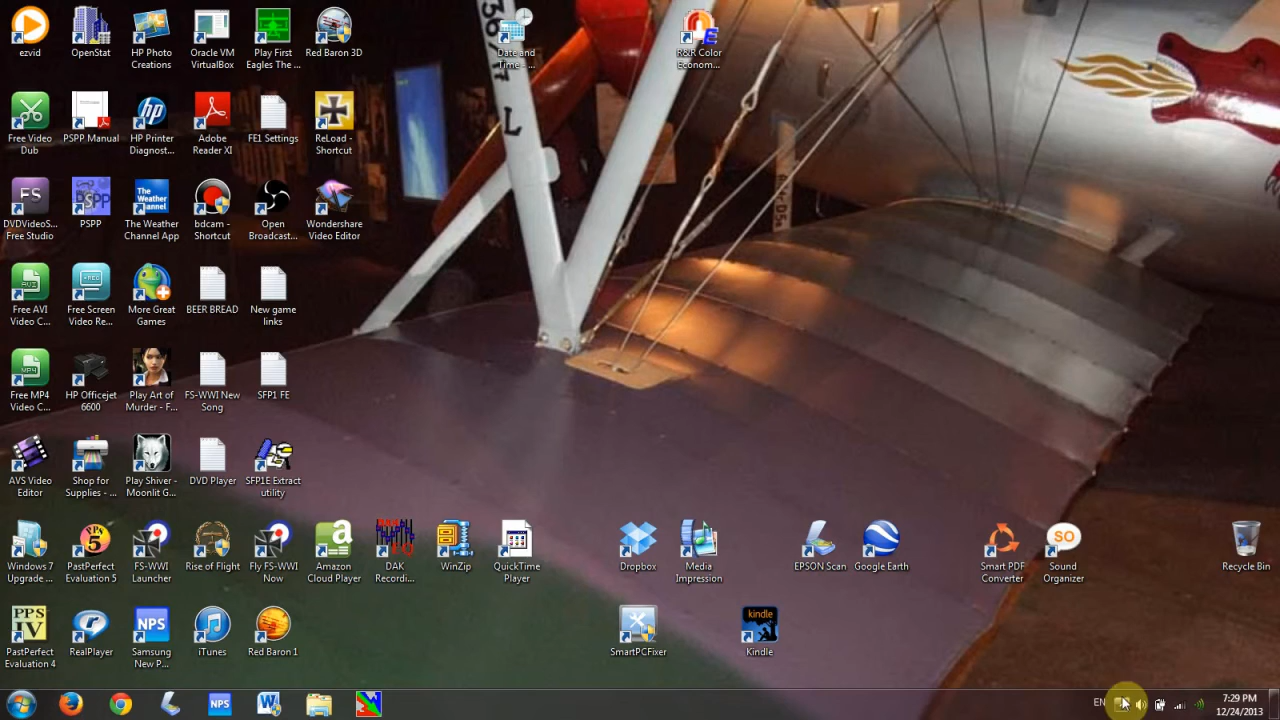 ezvid
OpenStat
HP Photo
Creations
Oracle VM
VirtualBox
Play First
Eagles The ...
Red Baron 3D
Date and
Time - ...
R&R Color
Econom...
Free Video
Dub
PSPP Manual
HP Printer
Diagnost...
Adobe
Reader XI
FE1 Settings
ReLoad -
Shortcut
DVDVideoS...
Free Studio
PSPP
The Weather
Channel App
bdcam -
Shortcut
Open
Broadcast...
Wondershare
Video Editor
Free AVI
Video C...
Free Screen
Video Re...
More Great
Games
BEER BREAD
New game
links
Free MP4
Video C...
HP Officejet
6600
Play Art of
Murder - F...
FS-WWI New
Song
SFP1 FE
AVS Video
Editor
Shop for
Supplies - ...
Play Shiver -
Moonlit G...
DVD Player
SFP1E Extract
utility
Windows 7
Upgrade ...
PastPerfect
Evaluation 5
FS-WWI
Launcher
Rise of Flight
Fly FS-WWI
Now
Amazon
Cloud Player
DAK
Recordi...
WinZip
QuickTime
Player
Dropbox
Media
Impression
EPSON Scan
Google Earth
Smart PDF
Converter
Sound
Organizer
Recycle Bin
PastPerfect
Evaluation 4
RealPlayer
Samsung
New P...
iTunes
Red Baron 1
SmartPCFixer
Kindle
EN
7:29 PM
12/24/2013